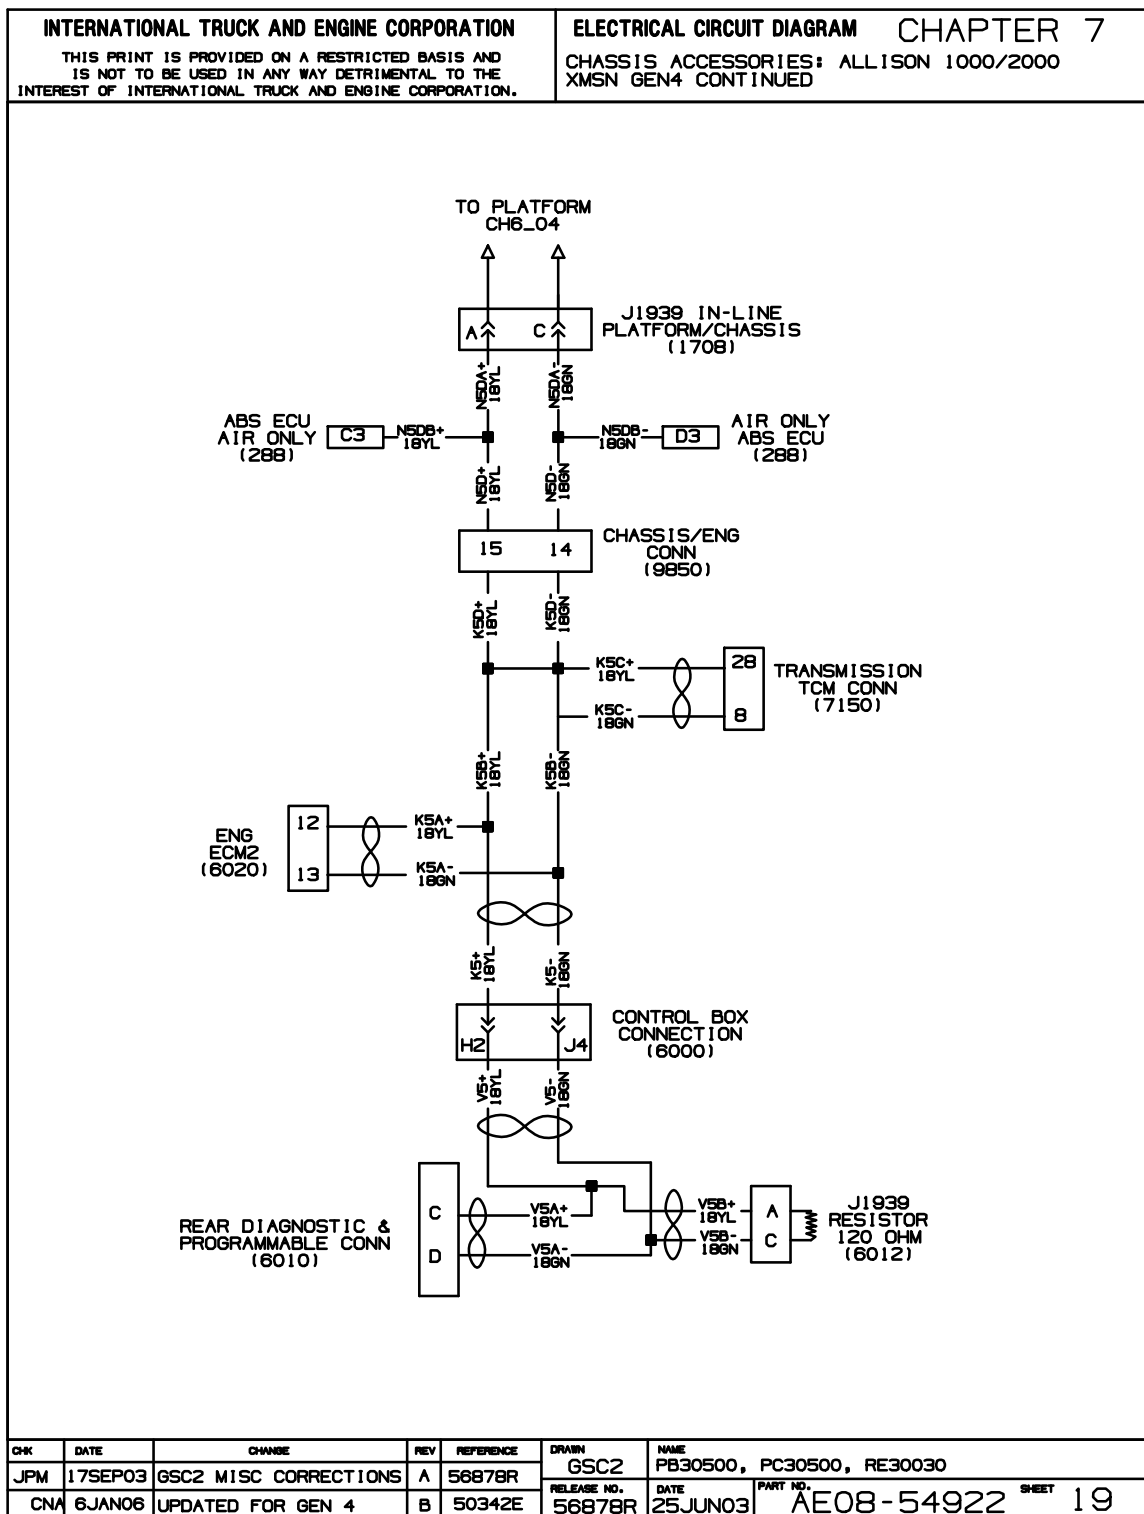 INTERNATIONAL TRUCK AND ENGINE CORPORATION
THIS PRINT IS PROVIDED ON A RESTRICTED BASIS AND
IS NOT TO BE USED IN ANY WAY DETRIMENTAL TO THE
INTEREST OF INTERNATIONAL TRUCK AND ENGINE CORPORATION.
ELECTRICAL CIRCUIT DIAGRAM CHAPTER 7
CHASSIS ACCESSORIES: ALLISON 1000/2000
XMSN GEN4 CONTINUED
TO PLATFORM
CH6_04
A C
J1939 IN-LINE
PLATFORM/CHASSIS
(1708)
N5DA+
18YL
N5DA-
18GN
ABS ECU
AIR ONLY
(288)
C3
N5DB+
18YL
N5DB-
18GN
D3
AIR ONLY
ABS ECU
(288)
N5D+
18YL
N5D-
18GN
15 14
CHASSIS/ENG
CONN
(9850)
K5D+
18YL
K5D-
18GN
K5C+
18YL
28
K5C-
18GN
8
TRANSMISSION
TCM CONN
(7150)
K5B+
18YL
K5B-
18GN
ENG
ECM2
(6020)
12
13
K5A+
18YL
K5A-
18GN
K5+
18YL
K5-
18GN
H2 J4
CONTROL BOX
CONNECTION
(6000)
V5+
18YL
V5-
18GN
REAR DIAGNOSTIC &
PROGRAMMABLE CONN
(6010)
C
D
V5A+
18YL
V5A-
18GN
V5B+
18YL
V5B-
18GN
A
C
J1939
RESISTOR
120 OHM
(6012)
CHK DATE CHANGE REV REFERENCE
JPM 17SEP03 GSC2 MISC CORRECTIONS A 56878R
CNA 6JAN06 UPDATED FOR GEN 4 B 50342E
DRAWN
GSC2
NAME
PB30500, PC30500, RE30030
RELEASE NO.
56878R
DATE
25JUN03
PART NO.
AE08-54922
SHEET 19